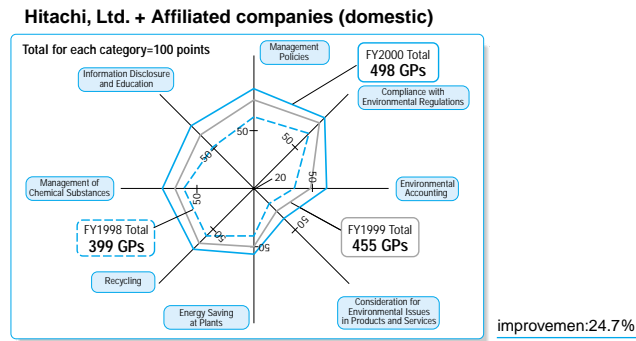 Hitachi, Ltd. + Affiliated companies (domestic)
Total for each category=100 points
Management
Policies
FY2000 Total
498 GPs
Information Disclosure
and Education
Compliance with
Environmental Regulations
50
50
50
20
50
Management of
Chemical Substances
Environmental
Accounting
50
FY1998 Total
399 GPs
50
50
50
FY1999 Total
455 GPs
Recycling
Energy Saving
at Plants
Consideration for
Environmental Issues
in Products and Services
improvemen:24.7%